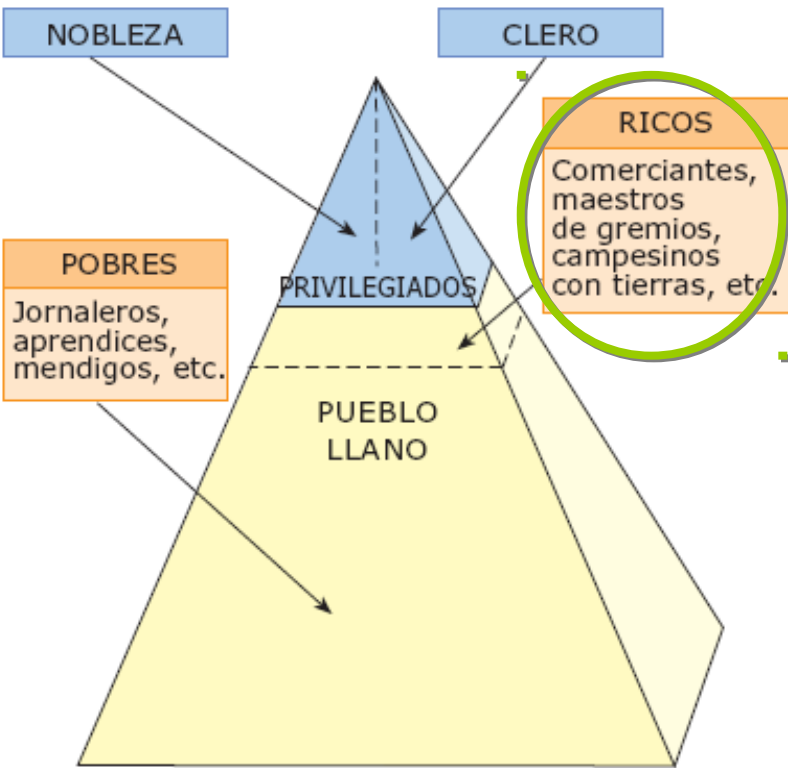 NOBLEZA
CLERO
RICOS
Comerciantes,
maestros
de gremios,
campesinos
con tierras, etc.
POBRES
Jornaleros,
aprendices,
mendigos, etc.
PRIVILEGIADOS
PUEBLO
LLANO